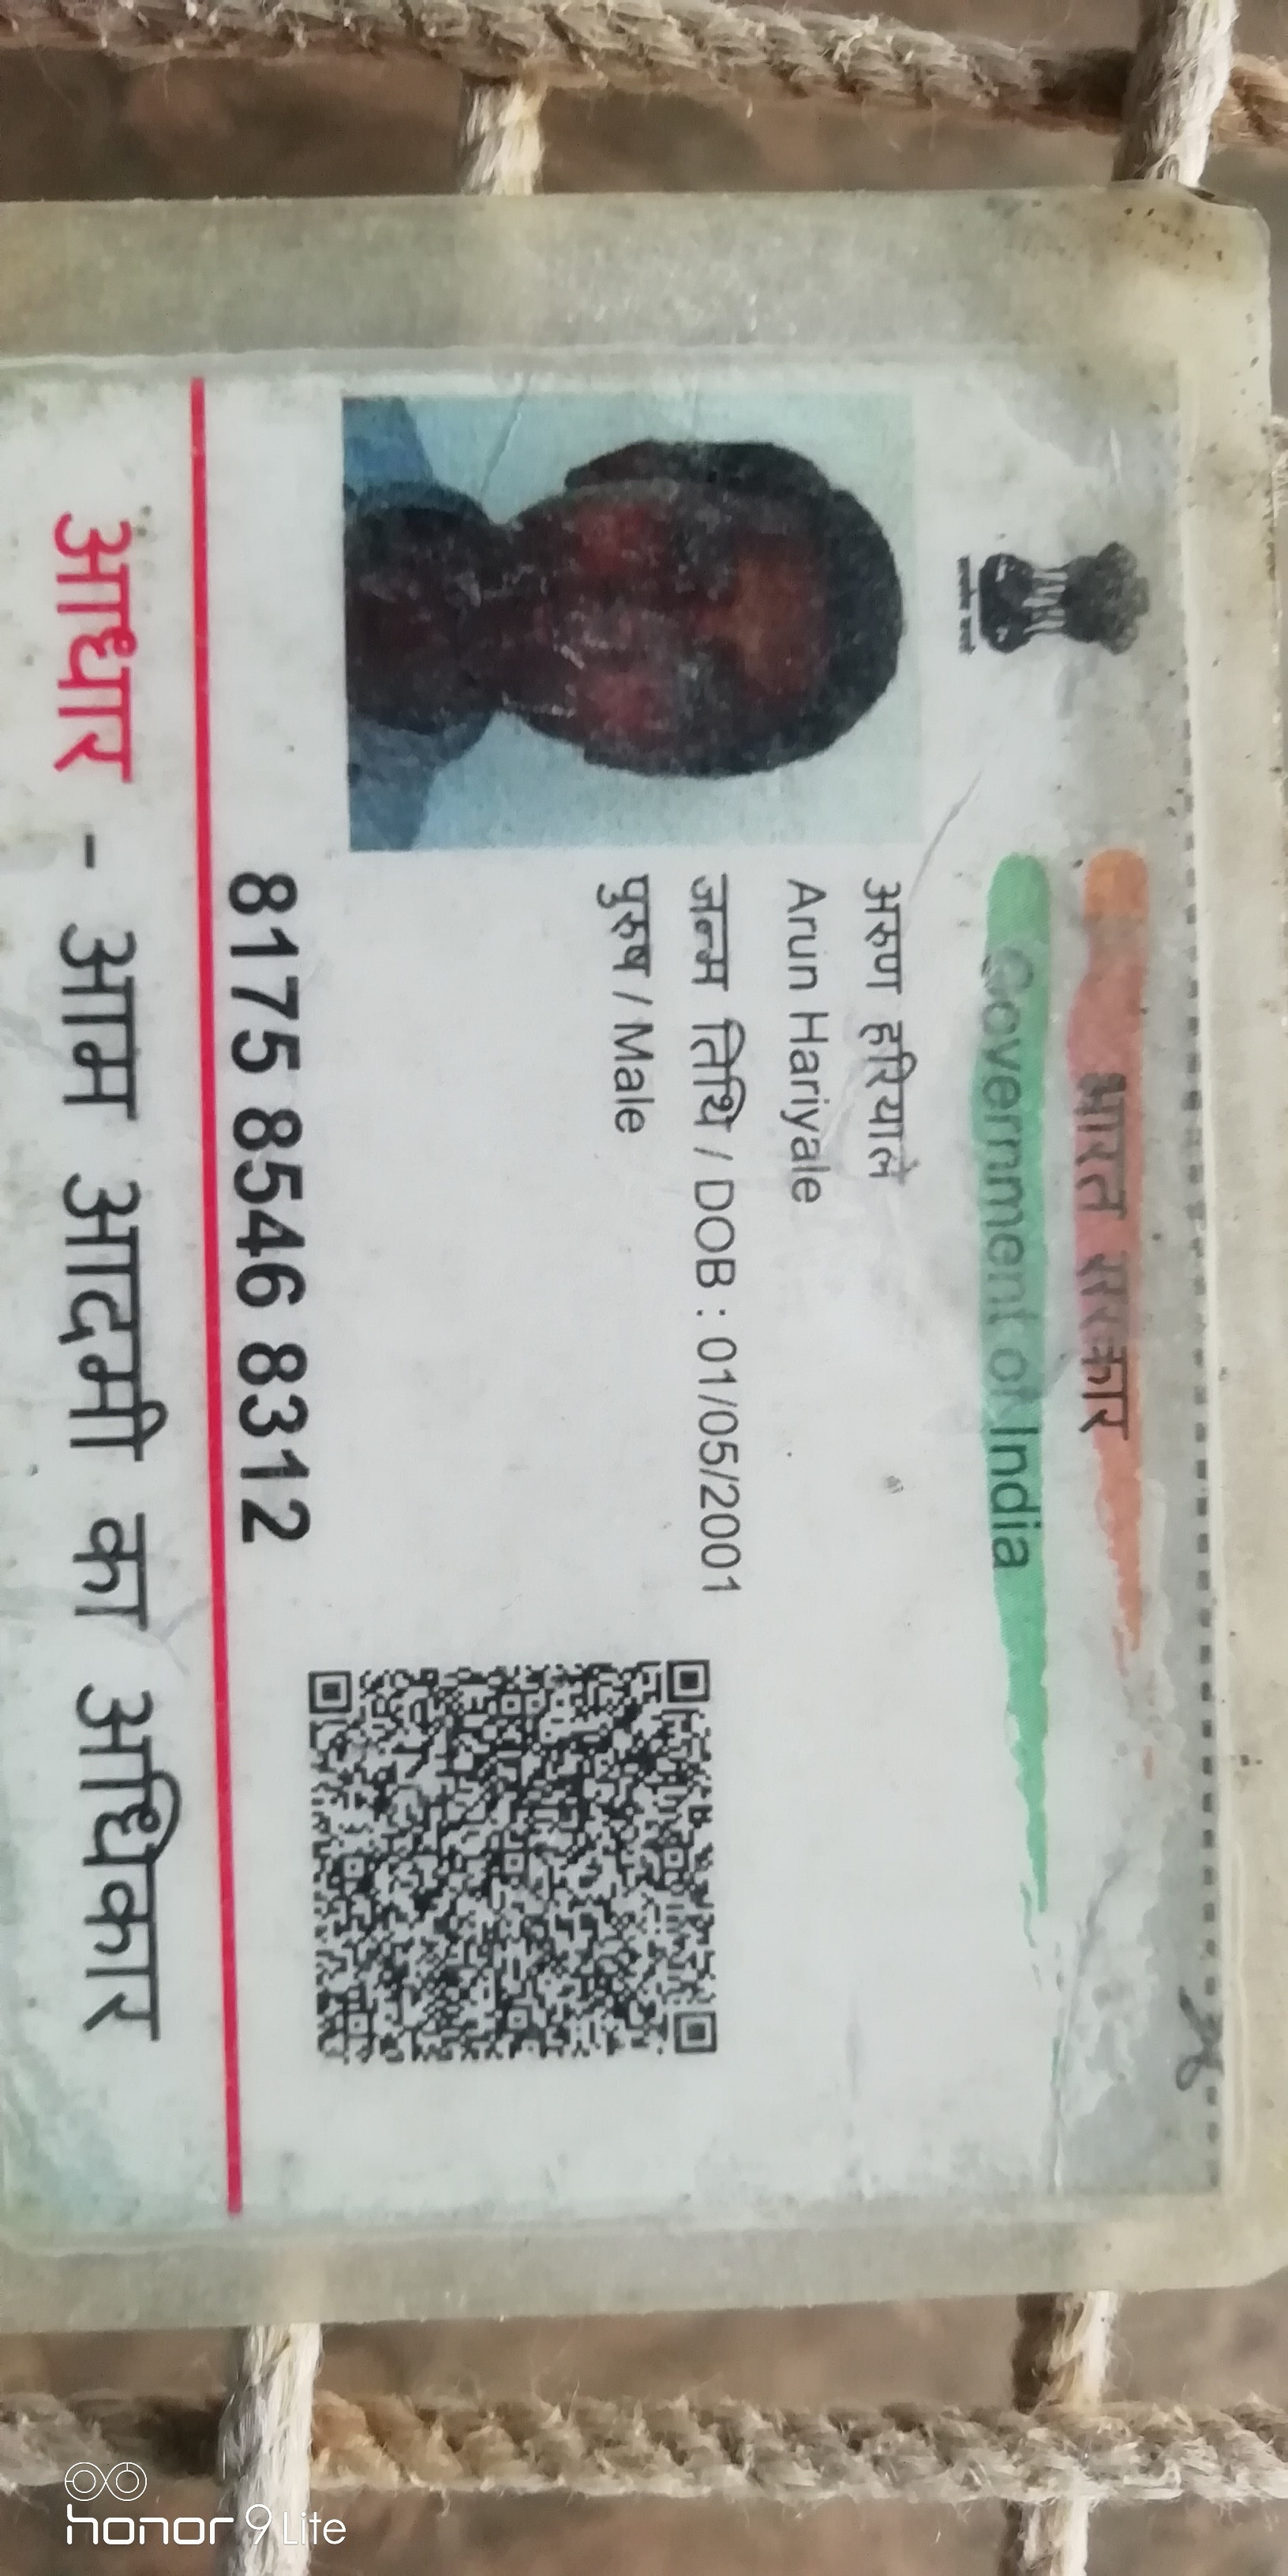 भारत सरकार
Government of India
अरुण हरियाले
Arun Hariyale
जन्म तिथि / DOB : 01/05/2001
पुरुष / Male
8175 8546 8312
आधार - आम आदमी का अधिकार
honor 9 Lite